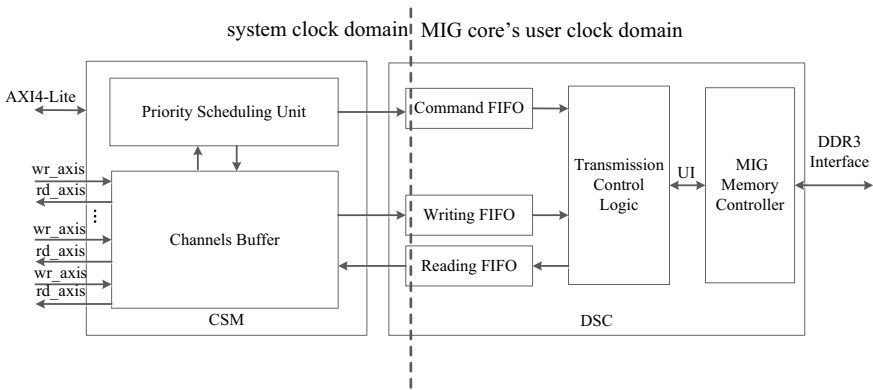 system clock domain
MIG core's user clock domain
AXI4-Lite
Priority Scheduling Unit
Command FIFO
DDR3
Interface
wr_axis
rd_axis
...
wr_axis
rd_axis
wr_axis
rd_axis
Channels Buffer
Writing FIFO
Reading FIFO
Transmission
Control
Logic
UI
MIG
Memory
Controller
CSM
DSC